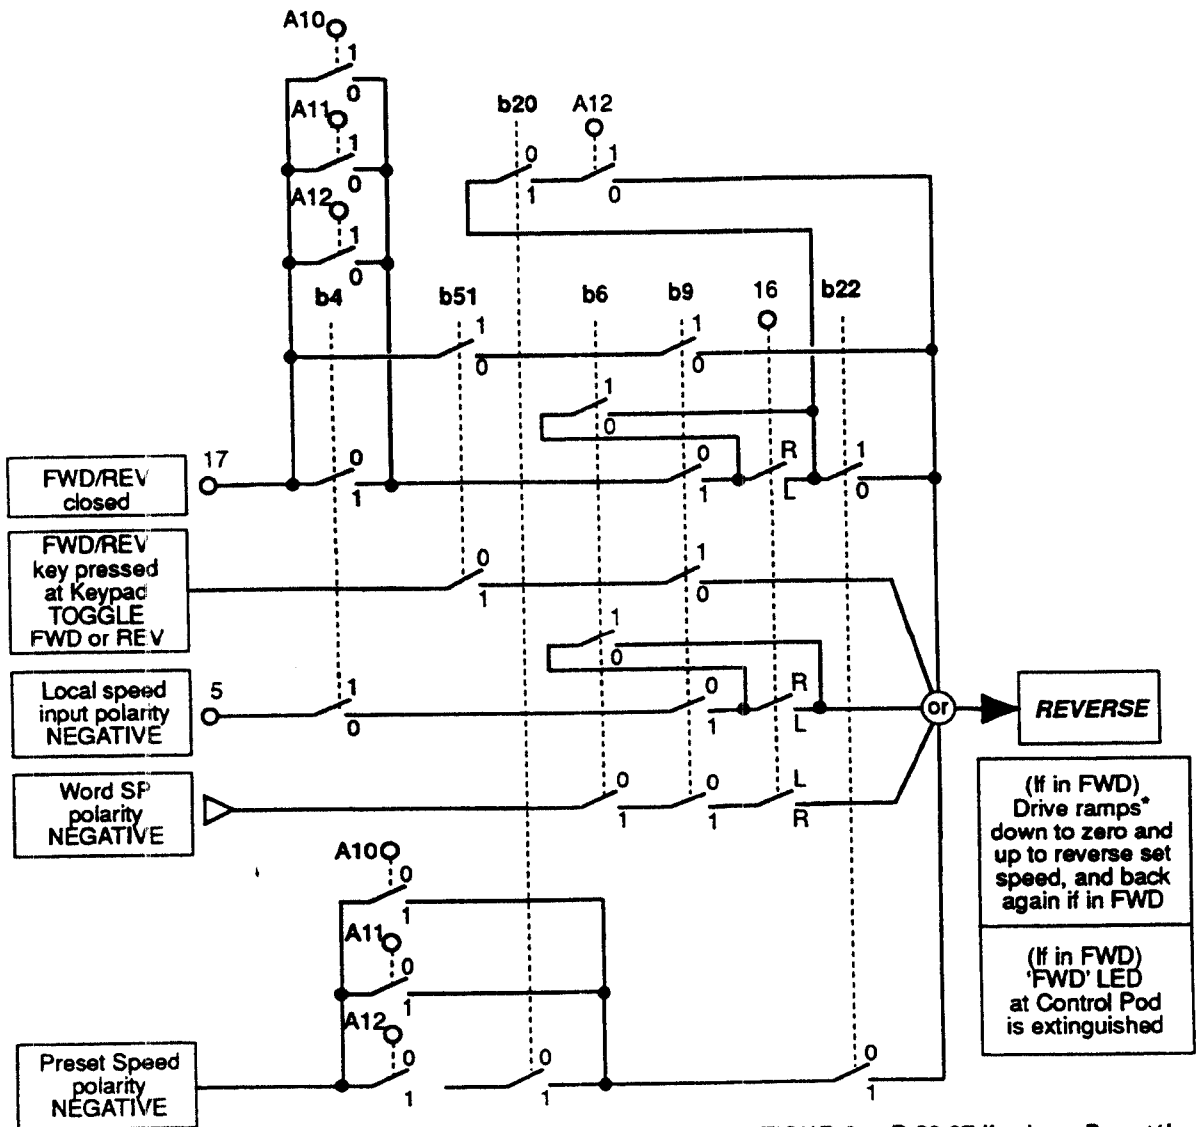 A10
1
0
A11
1
0
A12
1
0
b20
A12
0
1
1
0
b4
b51
b6
b9
16
b22
1
0
1
0
1
0
FWD/REV
closed
17
0
1
0
1
R
L
1
0
FWD/REV
key pressed
at Keypad
TOGGLE
FWD or REV
0
1
1
0
1
0
Local speed
input polarity
NEGATIVE
5
1
0
0
1
R
L
or
REVERSE
Word SP
polarity
NEGATIVE
0
1
0
1
L
R
(If in FWD)
Drive ramps*
down to zero and
up to reverse set
speed, and back
again if in FWD
(If in FWD)
'FWD' LED
at Control Pod
is extinguished
A10
0
1
A11
0
1
A12
0
1
0
1
0
1
Preset Speed
polarity
NEGATIVE